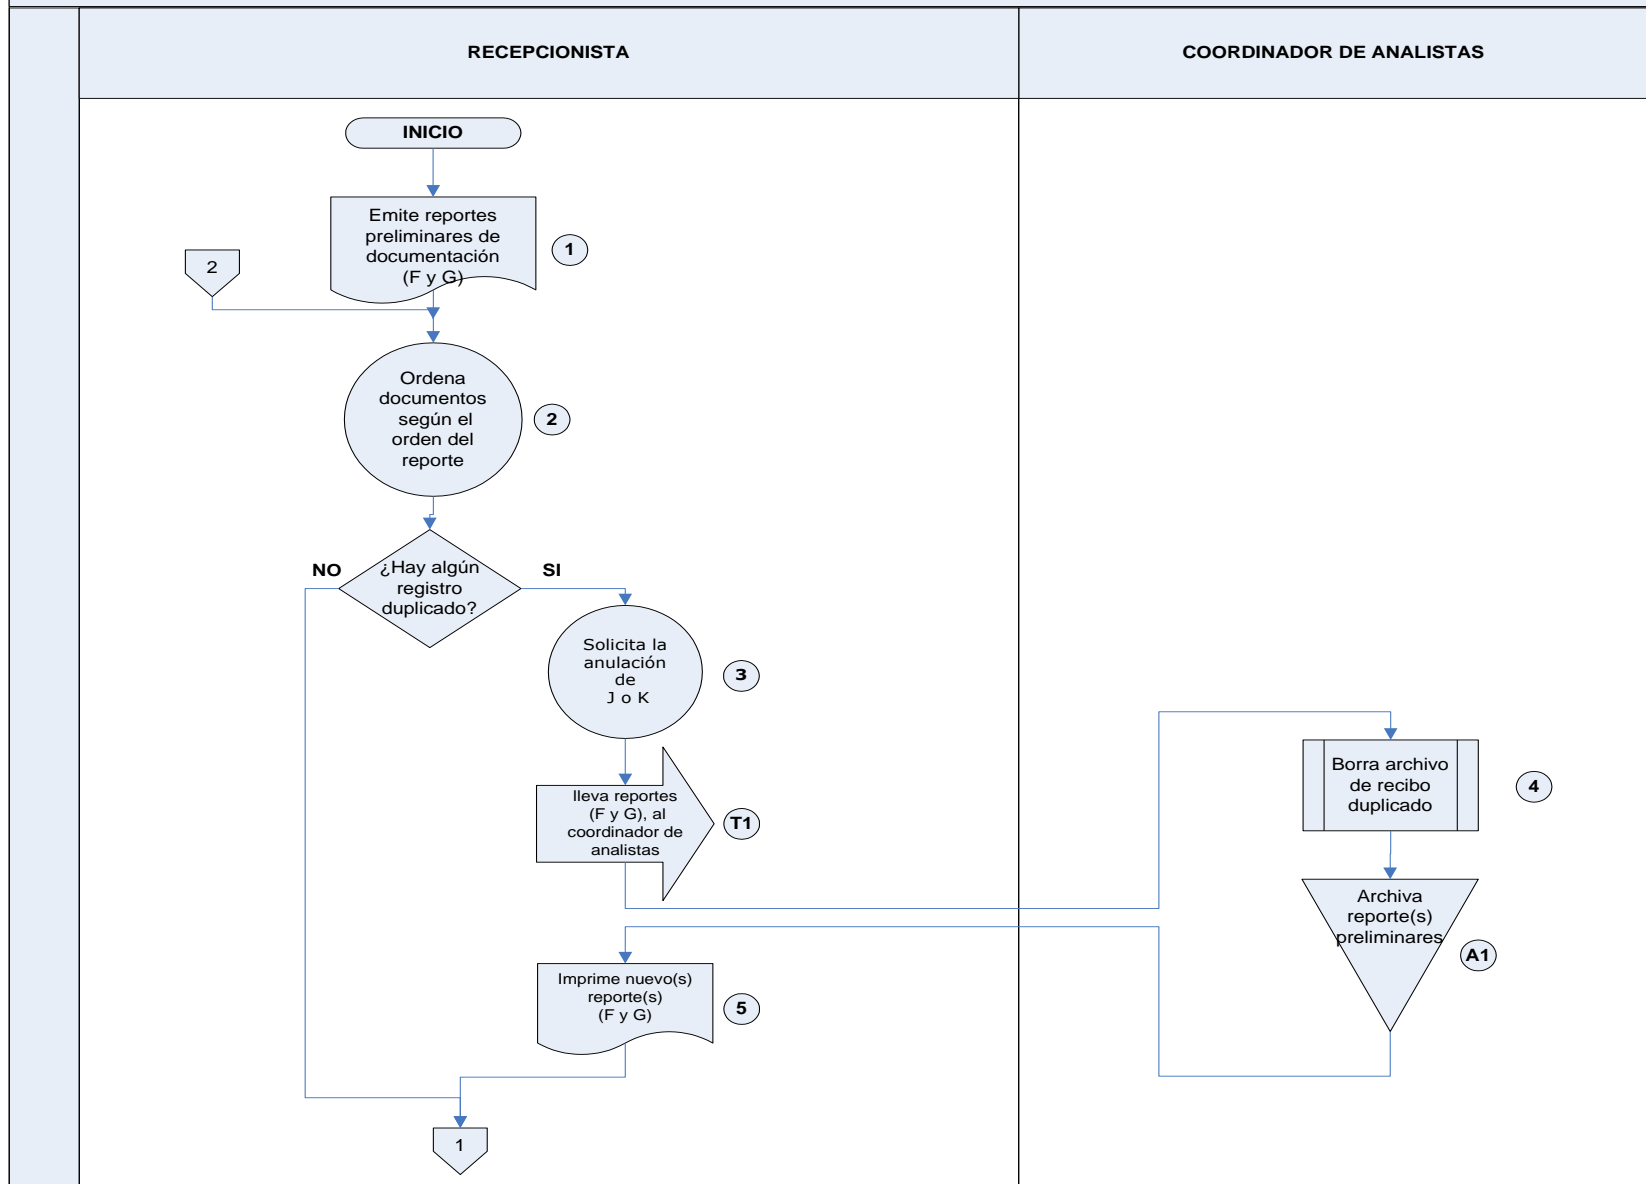 RECEPCIONISTA
COORDINADOR DE ANALISTAS
INICIO
Emite reportes
preliminares de
documentación
(F y G)
1
2
Ordena
documentos
según el
orden del
reporte
2
NO
¿Hay algún
registro
duplicado?
SI
Solicita la
anulación
de
J o K
3
lleva reportes
(F y G), al
coordinador de
analistas
T1
Borra archivo
de recibo
duplicado
4
Archiva
reporte(s)
preliminares
A1
Imprime nuevo(s)
reporte(s)
(F y G)
5
1